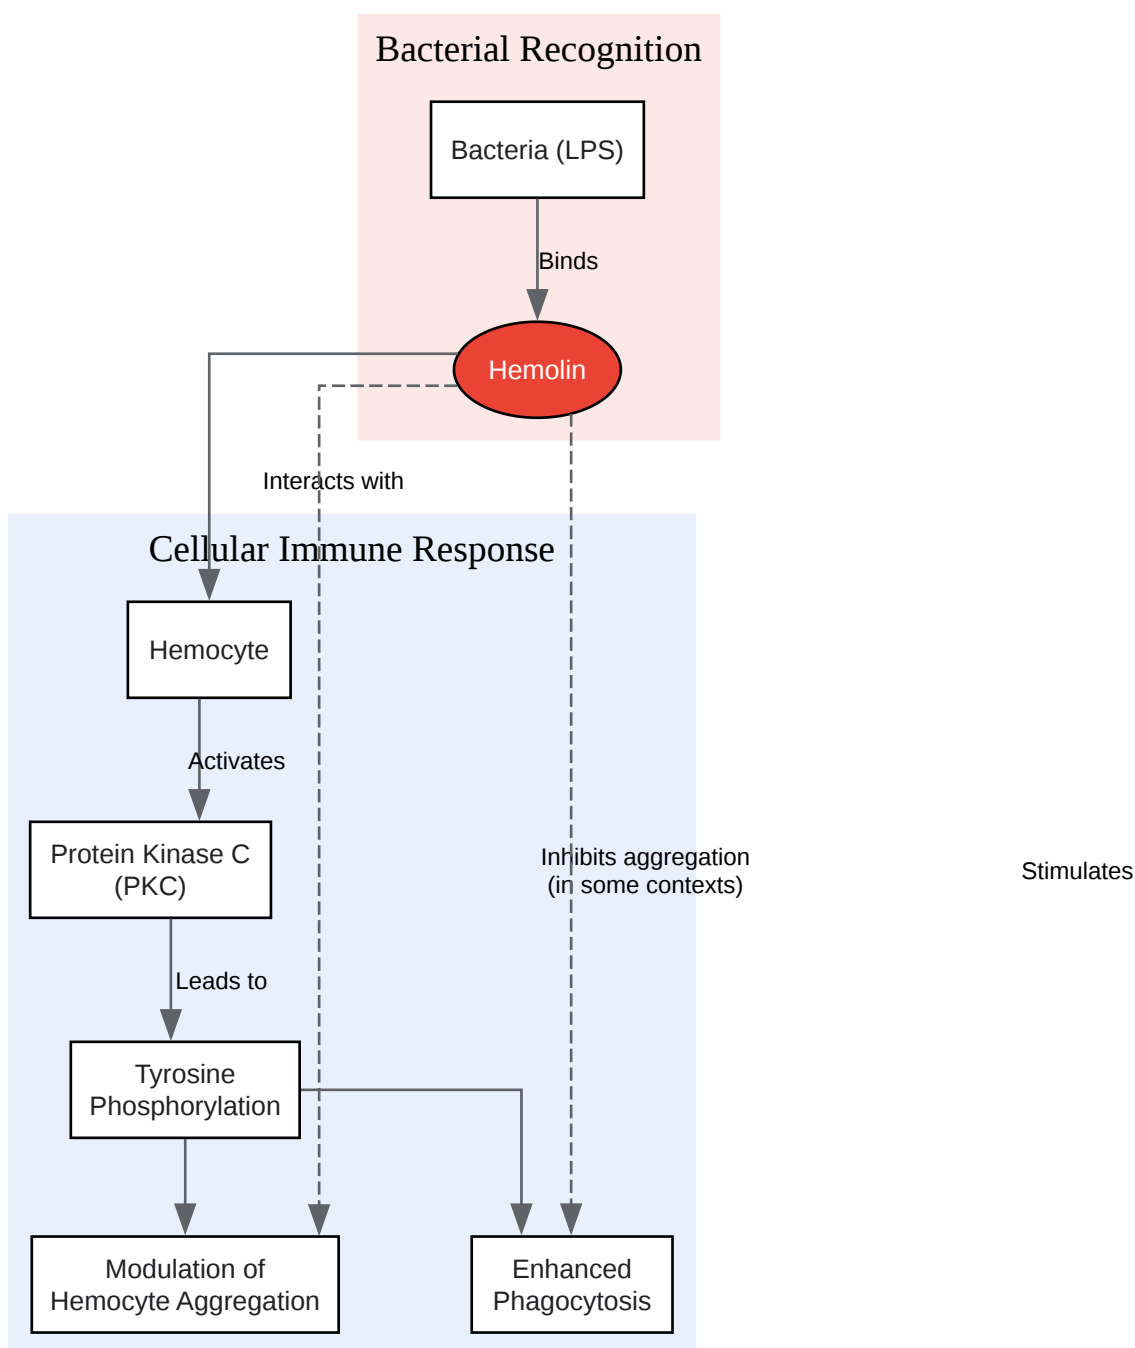 Bacterial Recognition
Bacteria (LPS)
Binds
Hemolin
Interacts with
Cellular Immune Response
Hemocyte
Activates
Protein Kinase C
(PKC)
Inhibits aggregation
(in some contexts)
Stimulates
Leads to
Tyrosine
Phosphorylation
Modulation of
Hemocyte Aggregation
Enhanced
Phagocytosis